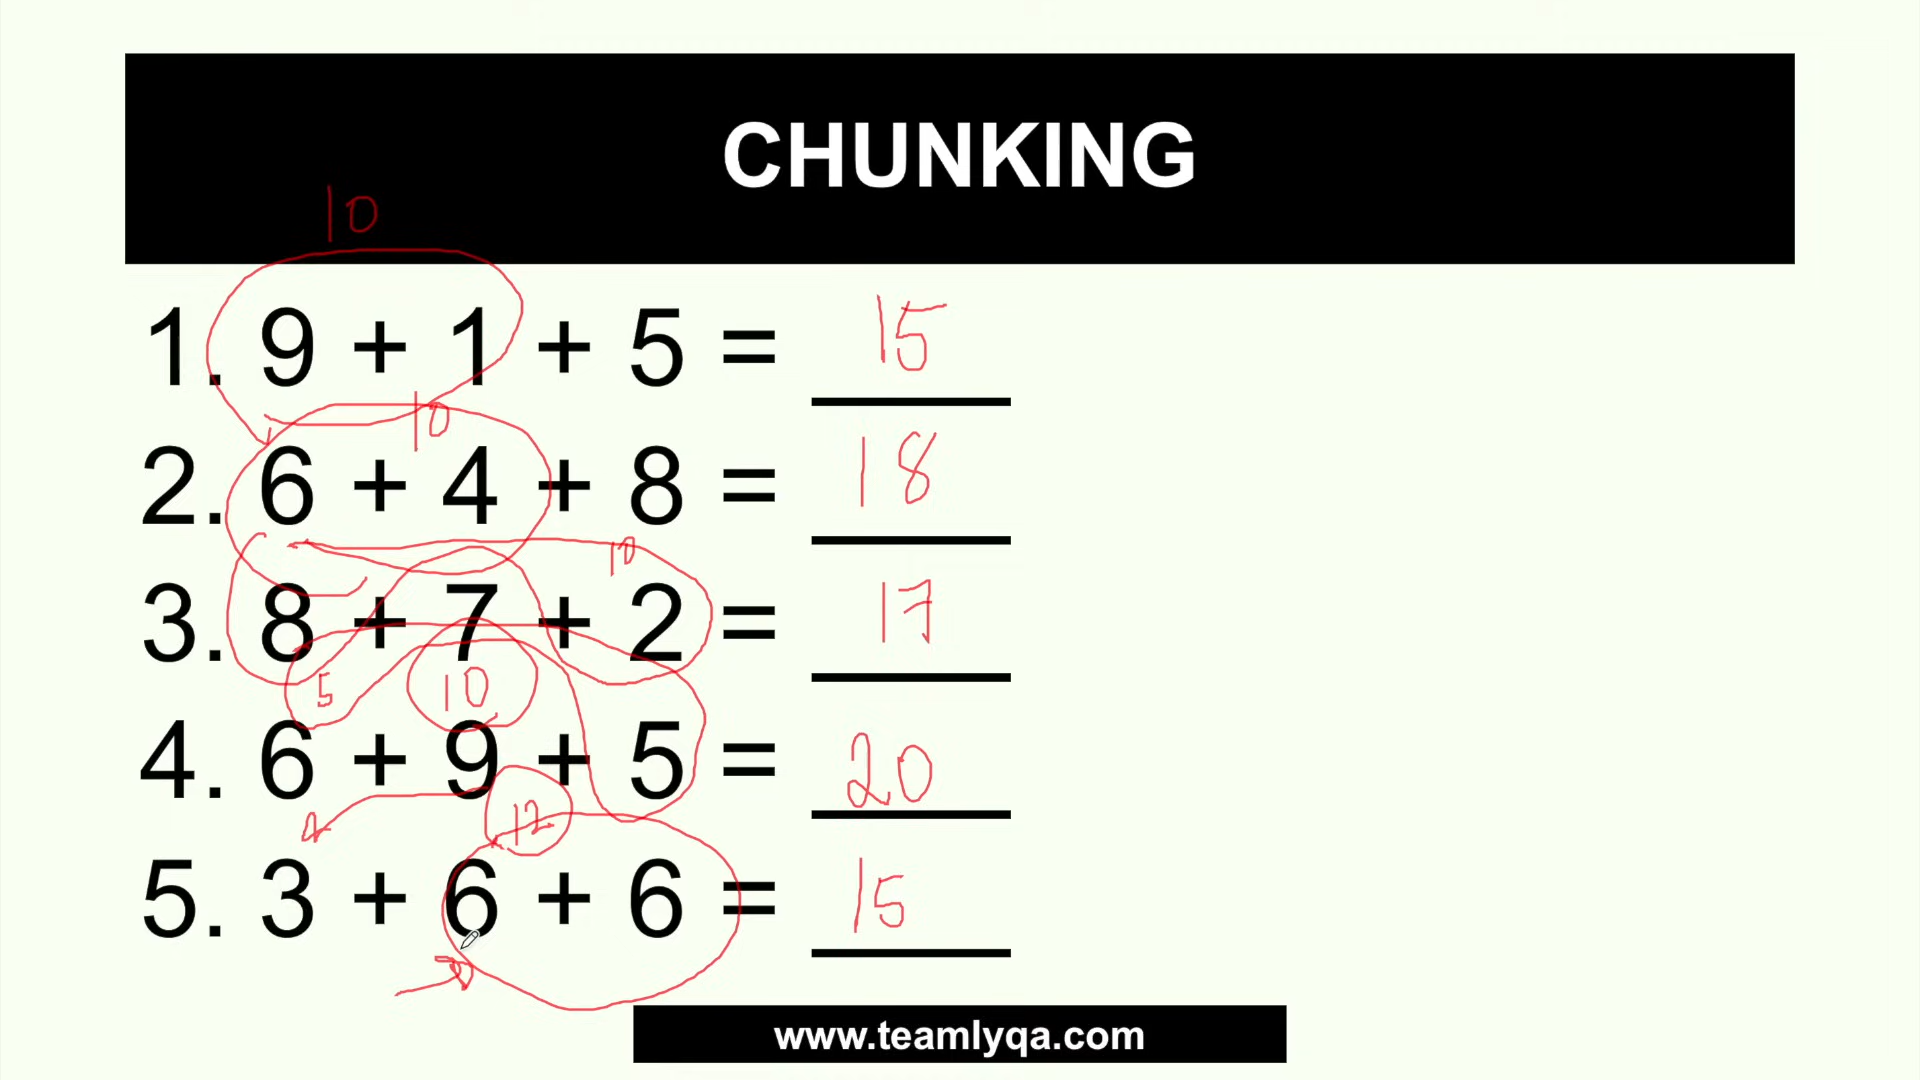 CHUNKING
10
1. 9 + 1 + 5 = 15
10
2. 6 + 4 + 8 = 18
10
3. 8 + 7 + 2 = 17
5 10
4. 6 + 9 + 5 = 20
12
5. 3 + 6 + 6 = 15
www.teamlyqa.com